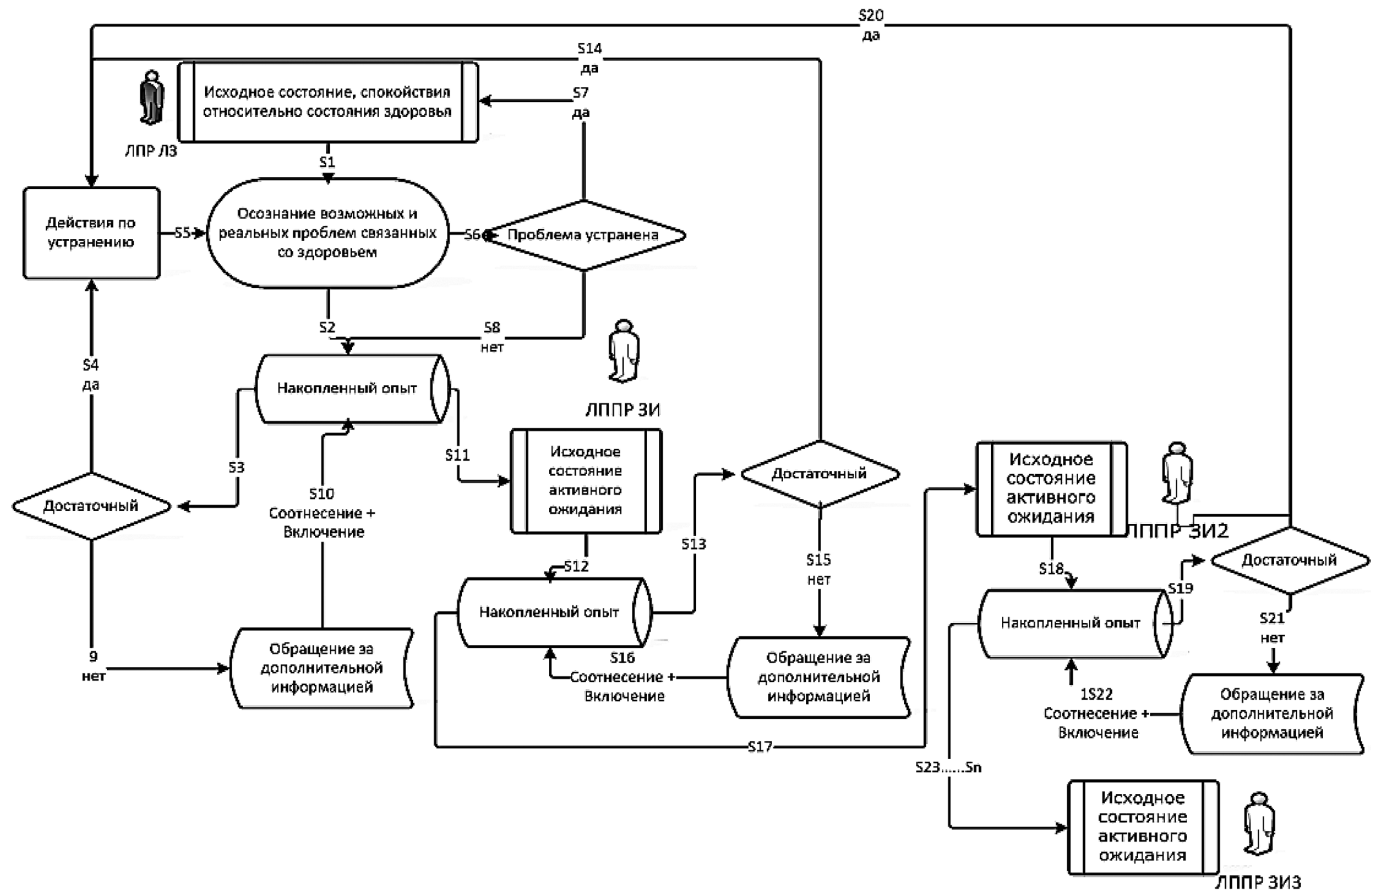 S20
да
S14
да
Исходное состояние, спокойствия
относительно состояния здоровья
S7
да
ЛПР ЛЗ
S1
Действия по
устранению
S5
Осознание возможных и
реальных проблем связанных
со здоровьем
S6
Проблема устранена
S2
S8
нет
S4
да
Накопленный опыт
ЛППР ЗИ
S3
S11
Исходное
состояние
активного
ожидания
Достаточный
S10
Соотнесение +
Включение
Достаточный
S13
S12
S15
нет
Исходное
состояние
активного
ожидания
ЛППР ЗИ2
S18
S19
Достаточный
Накопленный опыт
Накопленный опыт
S21
нет
9
нет
Обращение за
дополнительной
информацией
S16
Соотнесение +
Включение
Обращение за
дополнительной
информацией
1S22
Соотнесение +
Включение
Обращение за
дополнительной
информацией
S17
S23......Sn
Исходное
состояние
активного
ожидания
ЛППР ЗИ3